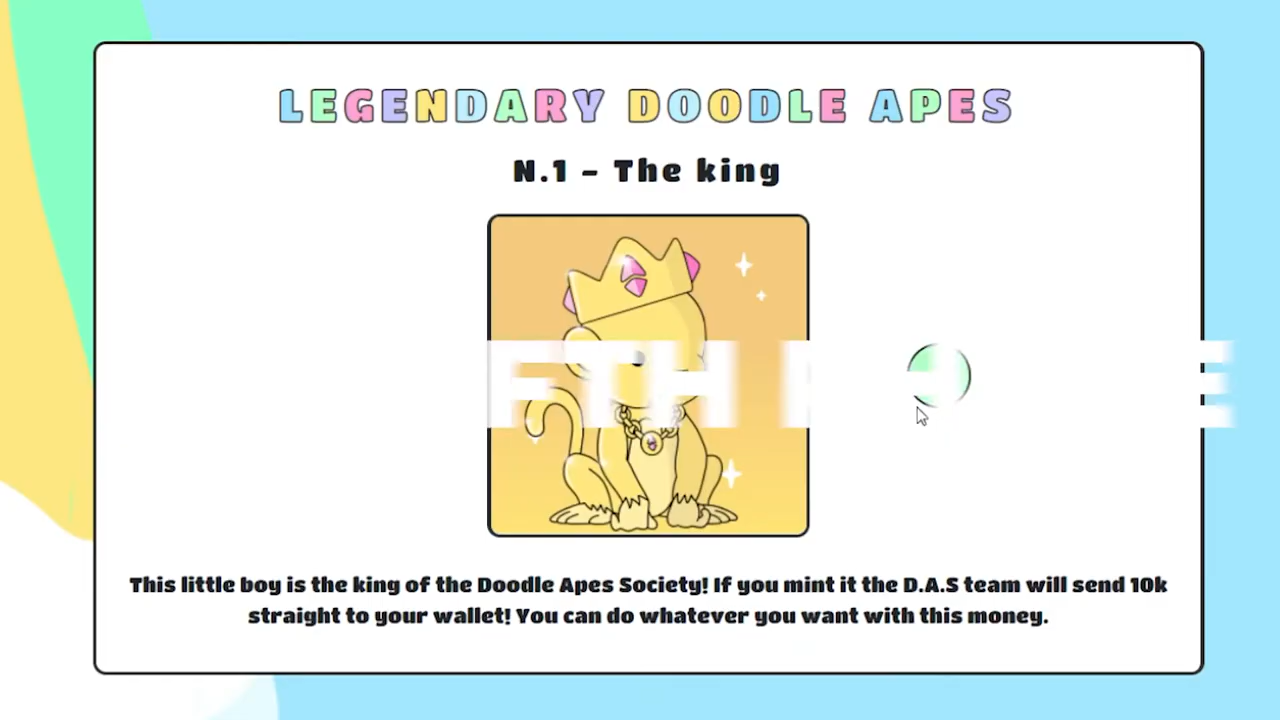 LEGENDARY DOODLE APES
N.1 - The king
This little boy is the king of the Doodle Apes Society! If you mint it the D.A.S team will send 10k
straight to your wallet! You can do whatever you want with this money.